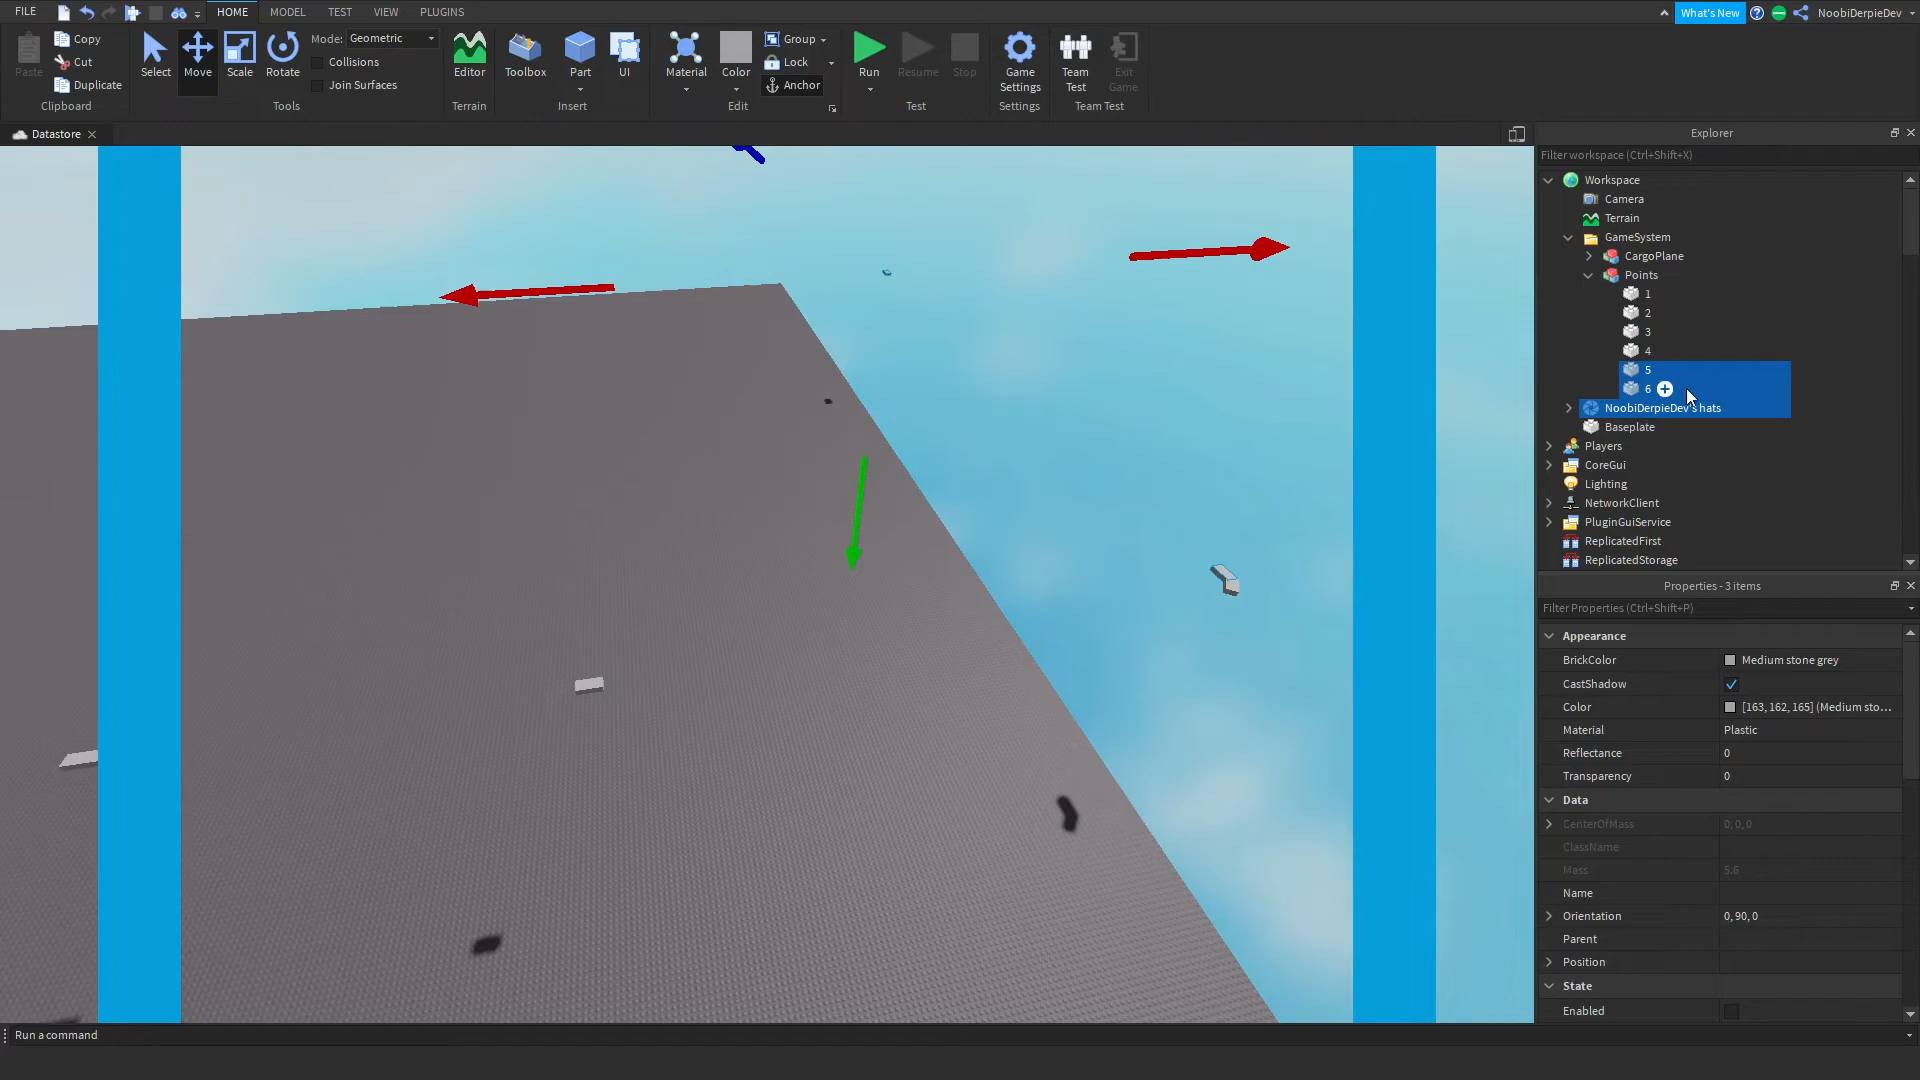 FILE
HOME
MODEL
TEST
VIEW
PLUGINS
What's New
NoobiDerpieDev
Paste
Copy
Cut
Duplicate
Clipboard
Select
Move
Scale
Rotate
Mode: Geometric
Collisions
Join Surfaces
Tools
Editor
Terrain
Toolbox
Part
UI
Insert
Material
Color
Group
Lock
Anchor
Edit
Run
Resume
Stop
Test
Game
Settings
Settings
Team
Test
Exit
Game
Team Test
Datastore
Explorer
Filter workspace (Ctrl+Shift+X)
Workspace
Camera
Terrain
GameSystem
CargoPlane
Points
1
2
3
4
5
6
NoobiDerpieDev's hats
Baseplate
Players
CoreGui
Lighting
NetworkClient
PluginGuiService
ReplicatedFirst
ReplicatedStorage
Properties - 3 items
Filter Properties (Ctrl+Shift+P)
Appearance
BrickColor Medium stone grey
CastShadow
Color [163, 162, 165] (Medium sto...
Material Plastic
Reflectance 0
Transparency 0
Data
CenterOfMass 0, 0, 0
ClassName
Mass 5.6
Name
Orientation 0, 90, 0
Parent
Position
State
Enabled
Run a command